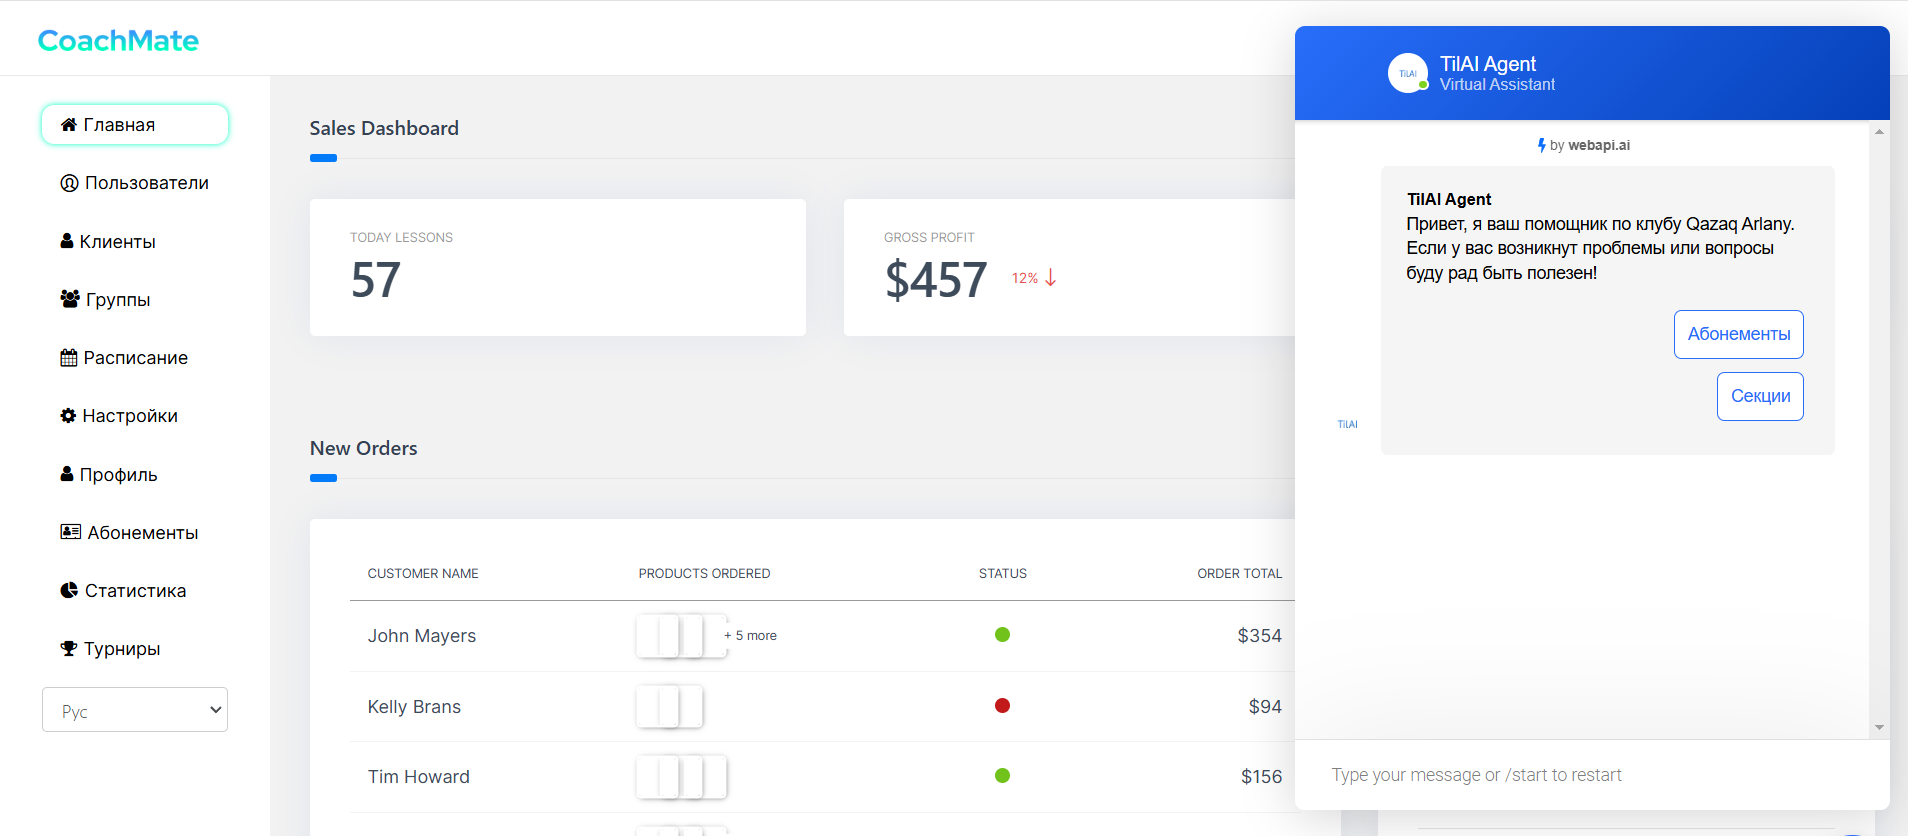 CoachMate
Главная
Пользователи
Клиенты
Группы
Расписание
Настройки
Профиль
Абонементы
Статистика
Турниры
Рус
Sales Dashboard
TODAY LESSONS
57
GROSS PROFIT
$457 12%
New Orders
CUSTOMER NAME PRODUCTS ORDERED STATUS ORDER TOTAL
John Mayers + 5 more $354
Kelly Brans $94
Tim Howard $156
TilAI
TilAI Agent
Virtual Assistant
by webapi.ai
TilAI Agent
Привет, я ваш помощник по клубу Qazaq Arlany.
Если у вас возникнут проблемы или вопросы
буду рад быть полезен!
Абонементы
Секции
TilAI
Type your message or /start to restart